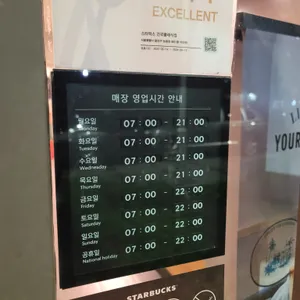 EXCELLENT
매장 영업시간 안내
월요일 07 : 00 - 21 : 00
Monday
화요일 07 : 00 - 21 : 00
Tuesday
수요일 07 : 00 - 21 : 00
Wednesday
목요일 07 : 00 - 21 : 00
Thursday
금요일 07 : 00 - 22 : 00
Friday
토요일 07 : 00 - 22 : 00
Saturday
일요일 07 : 00 - 22 : 00
Sunday
공휴일 07 : 00 - 22 : 00
National holiday
STARBUCKS
YOUR